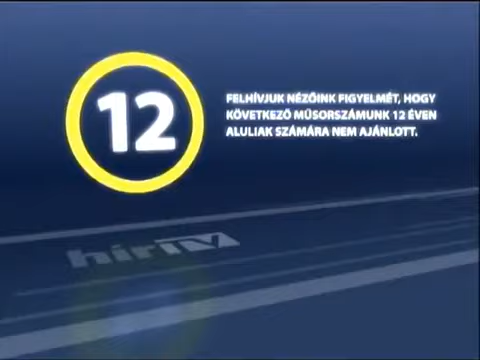 12
FELHÍVJUK NÉZŐINK FIGYELMÉT, HOGY
KÖVETKEZŐ MŰSORSZÁMUNK 12 ÉVEN
ALULIAK SZÁMÁRA NEM AJÁNLOTT.
hírTV